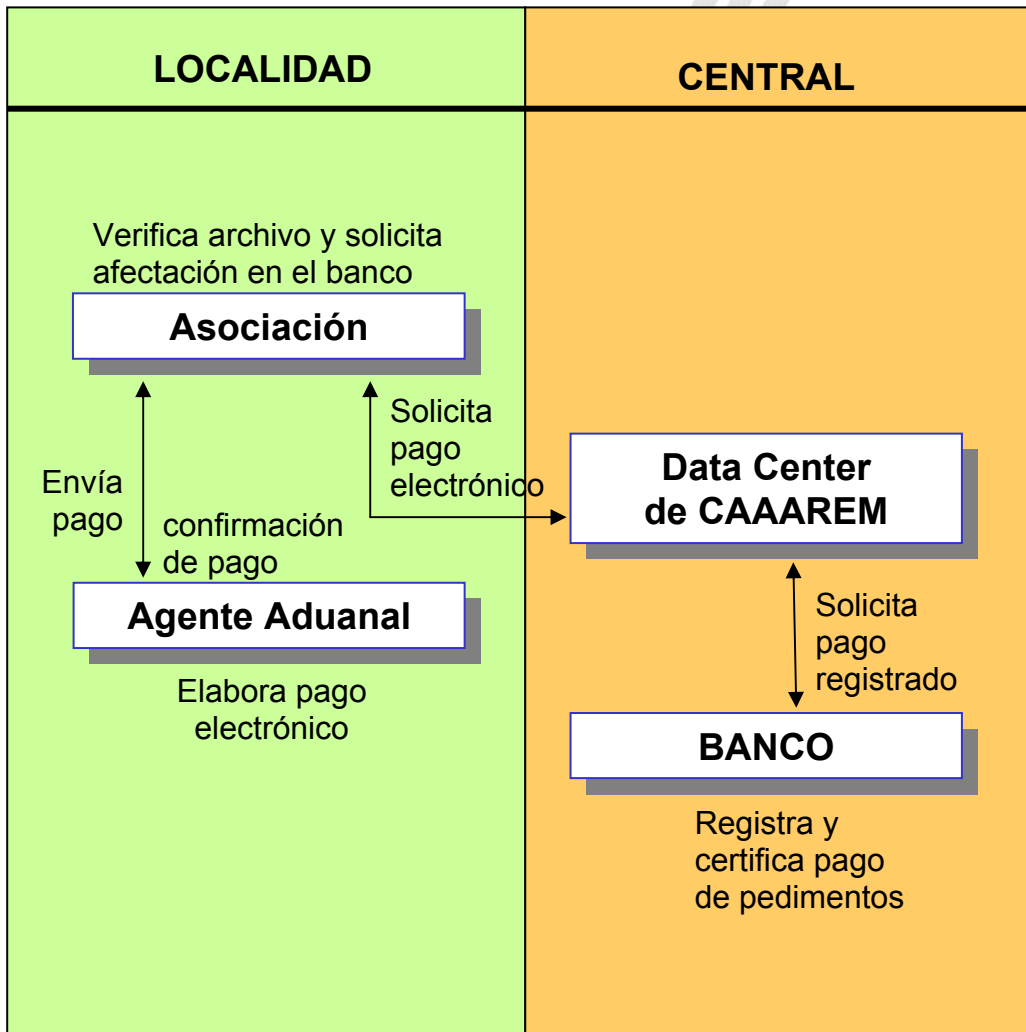 LOCALIDAD
CENTRAL
Verifica archivo y solicita
afectación en el banco
Asociación
Solicita
pago
electrónico
Envía
pago
confirmación
de pago
Agente Aduanal
Elabora pago
electrónico
Data Center
de CAAAREM
Solicita
pago
registrado
BANCO
Registra y
certifica pago
de pedimentos